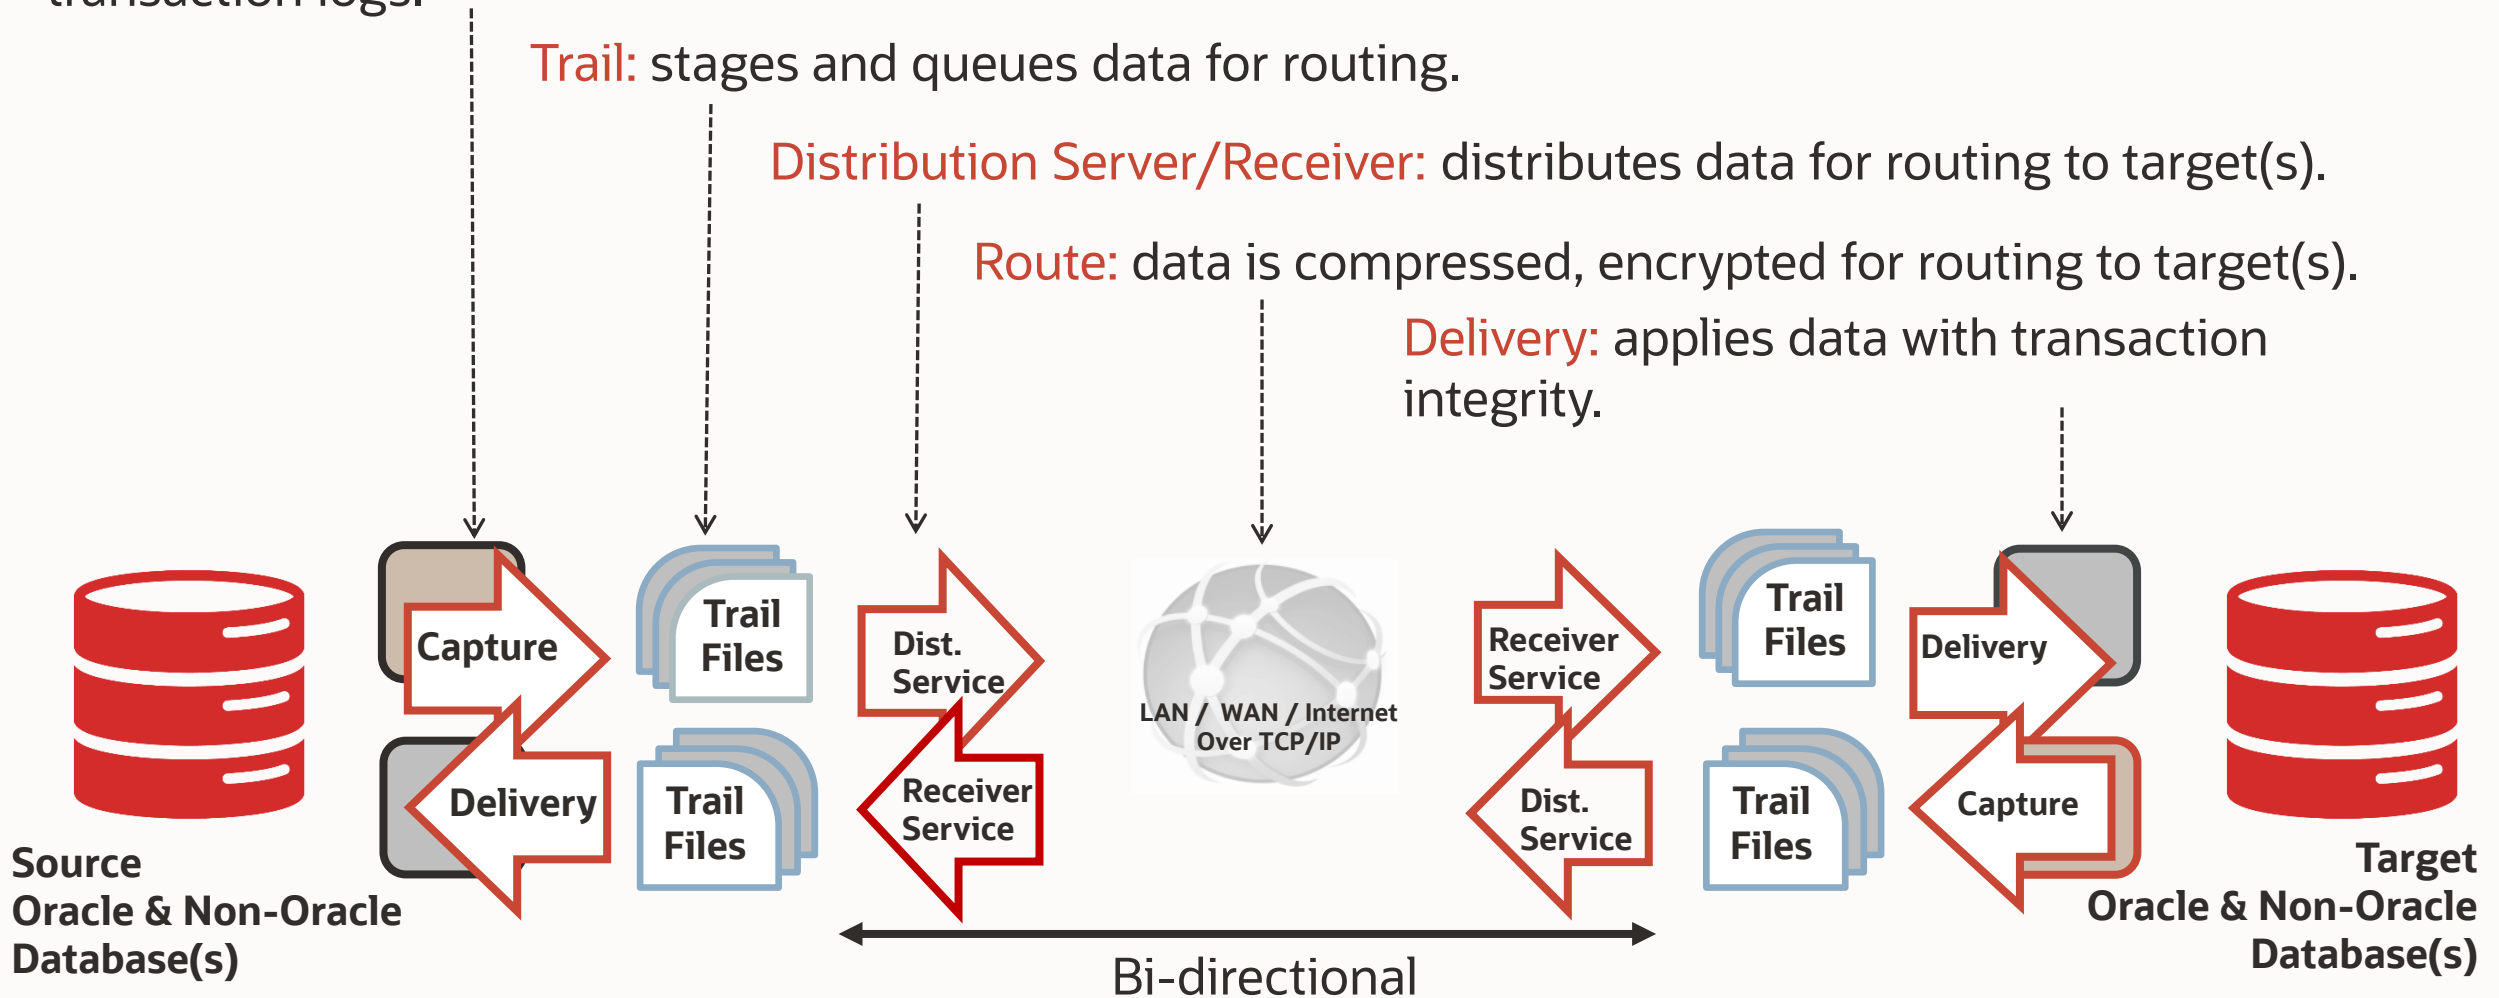 transaction logs.
Trail: stages and queues data for routing.
Distribution Server/Receiver: distributes data for routing to target(s).
Route: data is compressed, encrypted for routing to target(s).
Delivery: applies data with transaction
integrity.
Capture
Trail
Files
Dist.
Service
LAN / WAN / Internet
Over TCP/IP
Receiver
Service
Trail
Files
Delivery
Delivery
Trail
Files
Receiver
Service
Dist.
Service
Trail
Files
Capture
Source
Oracle & Non-Oracle
Database(s)
Target
Oracle & Non-Oracle
Database(s)
Bi-directional